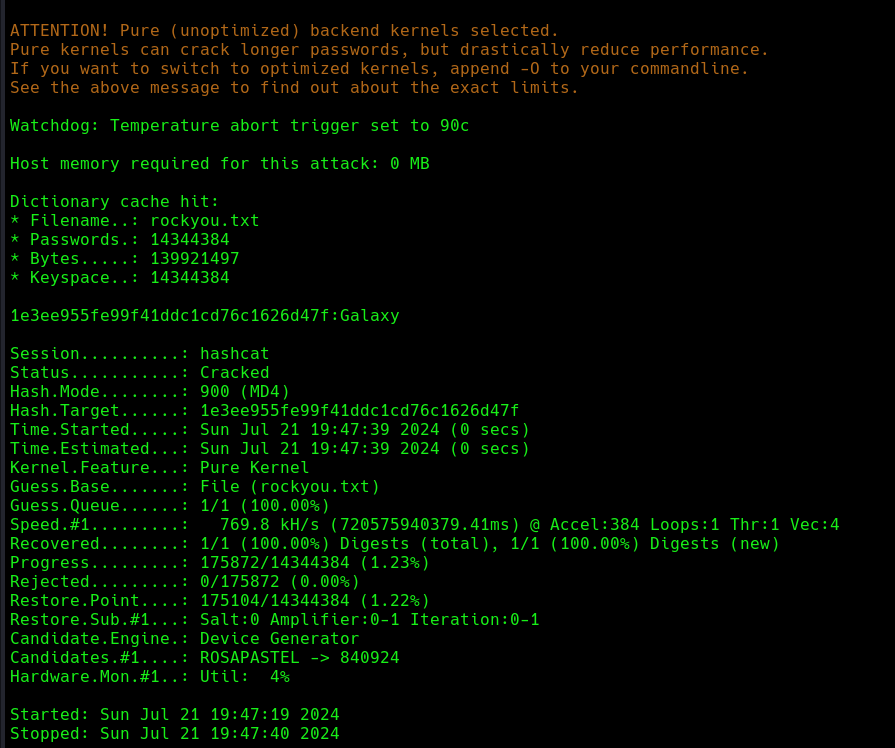 ATTENTION! Pure (unoptimized) backend kernels selected.
Pure kernels can crack longer passwords, but drastically reduce performance.
If you want to switch to optimized kernels, append -O to your commandline.
See the above message to find out about the exact limits.
Watchdog: Temperature abort trigger set to 90c
Host memory required for this attack: 0 MB
Dictionary cache hit:
* Filename..: rockyou.txt
* Passwords.: 14344384
* Bytes.....: 139921497
* Keyspace..: 14344384
1e3ee955fe99f41ddc1cd76c1626d47f:Galaxy
Session..........: hashcat
Status...........: Cracked
Hash.Mode........: 900 (MD4)
Hash.Target......: 1e3ee955fe99f41ddc1cd76c1626d47f
Time.Started.....: Sun Jul 21 19:47:39 2024 (0 secs)
Time.Estimated...: Sun Jul 21 19:47:39 2024 (0 secs)
Kernel.Feature...: Pure Kernel
Guess.Base.......: File (rockyou.txt)
Guess.Queue......: 1/1 (100.00%)
Speed.#1.........:   769.8 kH/s (720575940379.41ms) @ Accel:384 Loops:1 Thr:1 Vec:4
Recovered........: 1/1 (100.00%) Digests (total), 1/1 (100.00%) Digests (new)
Progress.........: 175872/14344384 (1.23%)
Rejected.........: 0/175872 (0.00%)
Restore.Point....: 175104/14344384 (1.22%)
Restore.Sub.#1...: Salt:0 Amplifier:0-1 Iteration:0-1
Candidate.Engine.: Device Generator
Candidates.#1....: ROSAPASTEL -> 840924
Hardware.Mon.#1..: Util:  4%
Started: Sun Jul 21 19:47:19 2024
Stopped: Sun Jul 21 19:47:40 2024